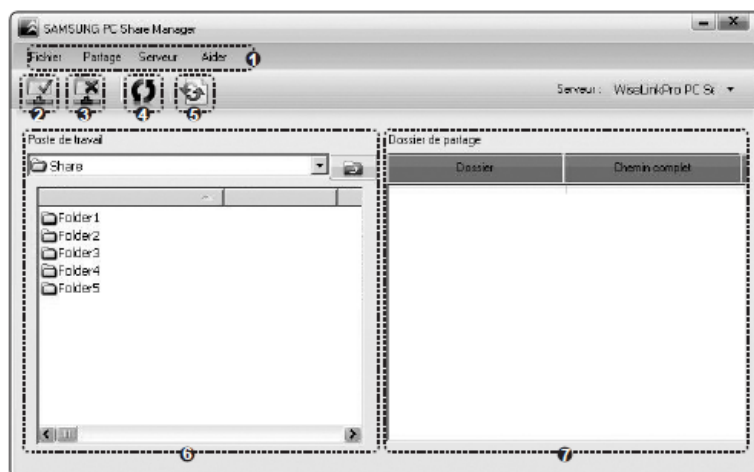 SAMSUNG PC Share Manager
Fichier Partage Serveur Aider 1
2 3 4 5
Serveur : WiseLinkPro PC Se
Poste de travail
Share
Folder1
Folder2
Folder3
Folder4
Folder5
6
Dossier de partage
Dossier Chemin complet
7